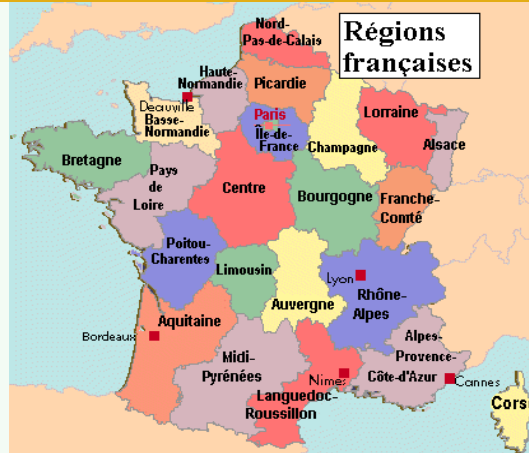 Régions
françaises
Nord-
Pas-de-Calais
Haute-
Normandie
Picardie
Deauville
Basse-
Normandie
Paris
Île-de-
France
Champagne
Lorraine
Alsace
Bretagne
Pays
de
Loire
Centre
Bourgogne
Franche-
Comté
Poitou-
Charentes
Limousin
Auvergne
Lyon
Rhône-
Alpes
Bordeaux
Aquitaine
Midi-
Pyrénées
Languedoc-
Roussillon
Nimes
Alpes-
Provence-
Côte-d'Azur
Cannes
Cors